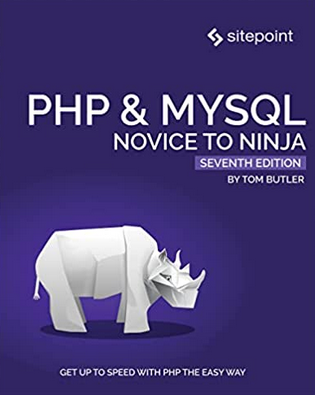 sitepoint
PHP & MYSQL
NOVICE TO NINJA
SEVENTH EDITION
BY TOM BUTLER
GET UP TO SPEED WITH PHP THE EASY WAY